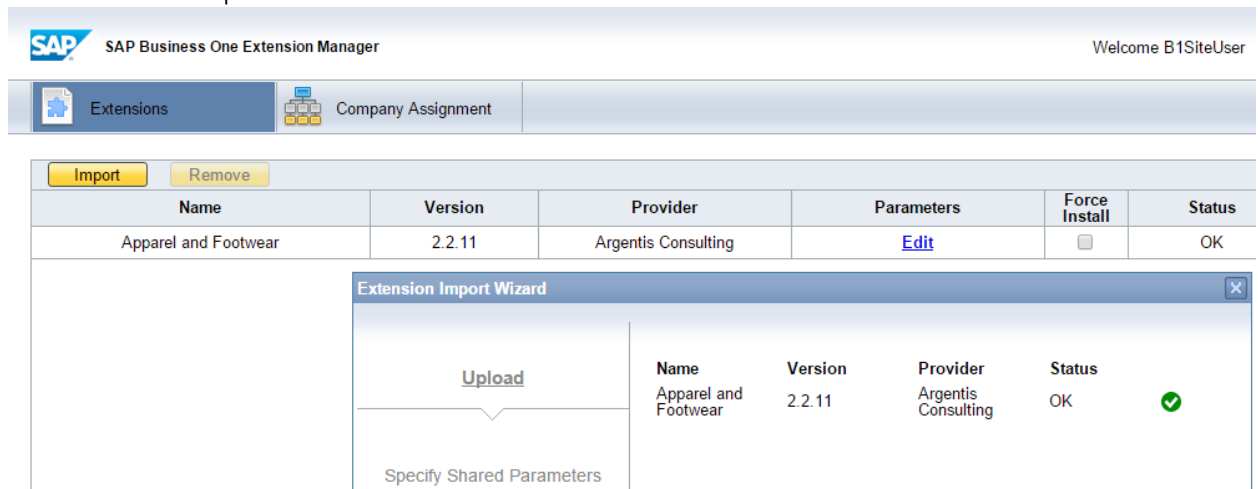 SAP SAP Business One Extension Manager Welcome B1SiteUser
Extensions Company Assignment
Import Remove
Name Version Provider Parameters Force Install Status
Apparel and Footwear 2.2.11 Argentis Consulting Edit OK
Extension Import Wizard
Upload
Name Version Provider Status
Apparel and Footwear 2.2.11 Argentis Consulting OK
Specify Shared Parameters